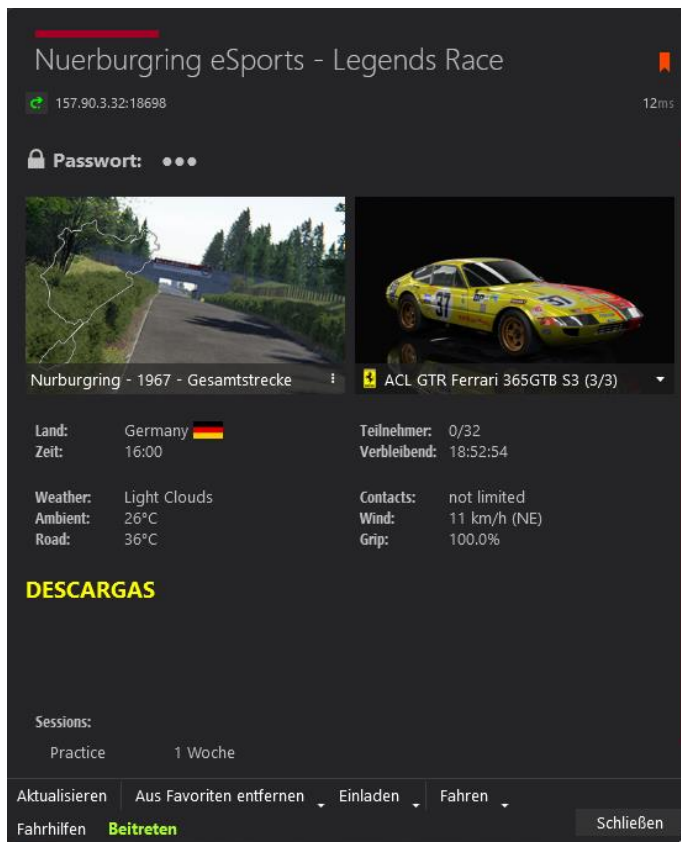 Nuerburgring eSports - Legends Race
157.90.3.32:18698 12ms
Passwort: •••
37
37
Nurburgring - 1967 - Gesamtstrecke
ACL GTR Ferrari 365GTB S3 (3/3)
Land: Germany Teilnehmer: 0/32
Zeit: 16:00 Verbleibend: 18:52:54
Weather: Light Clouds Contacts: not limited
Ambient: 26°C Wind: 11 km/h (NE)
Road: 36°C Grip: 100.0%
DESCARGAS
Sessions:
Practice 1 Woche
Aktualisieren Aus Favoriten entfernen Einladen Fahren
Fahrhilfen Beitreten Schließen